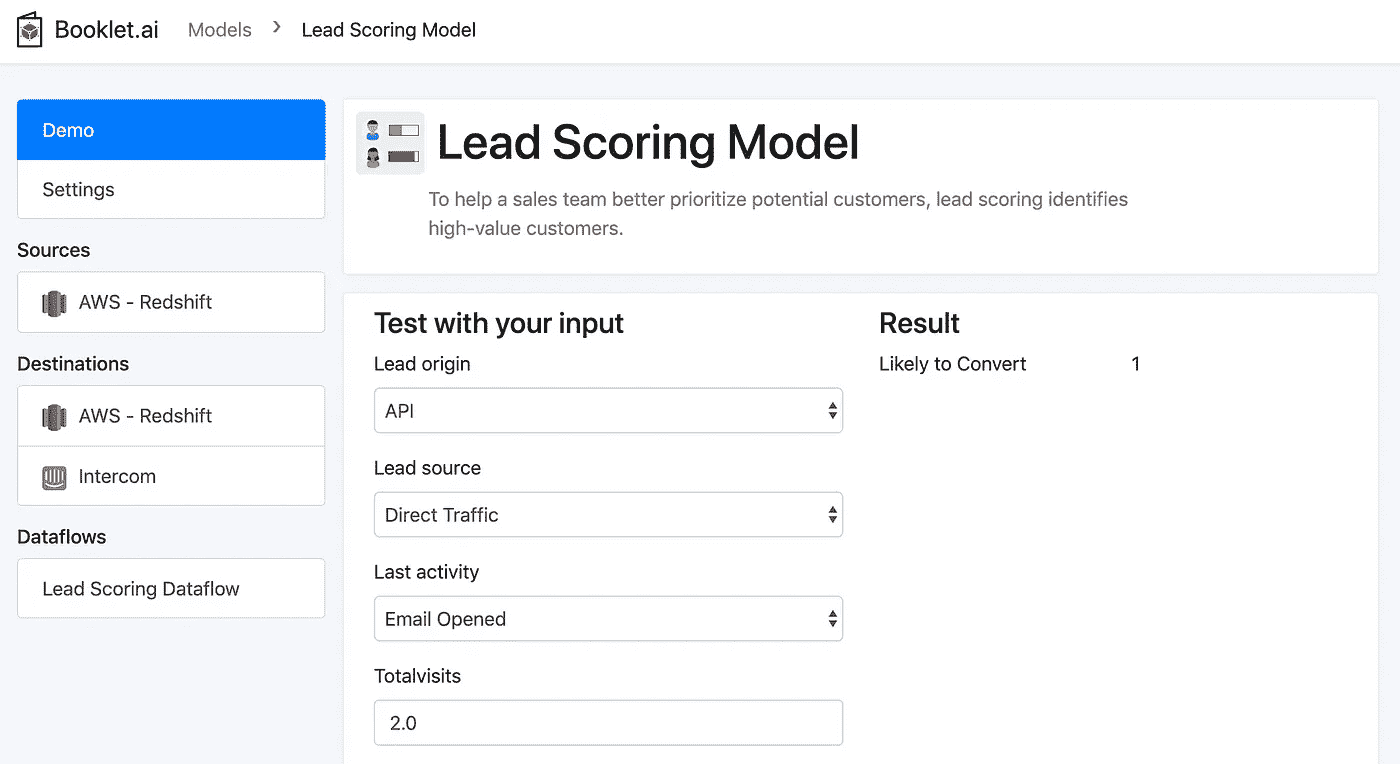 Booklet.ai Models > Lead Scoring Model
Demo
Settings
Sources
AWS - Redshift
Destinations
AWS - Redshift
Intercom
Dataflows
Lead Scoring Dataflow
Lead Scoring Model
To help a sales team better prioritize potential customers, lead scoring identifies
high-value customers.
Test with your input
Lead origin
API
Lead source
Direct Traffic
Last activity
Email Opened
Totalvisits
2.0
Result
Likely to Convert 1